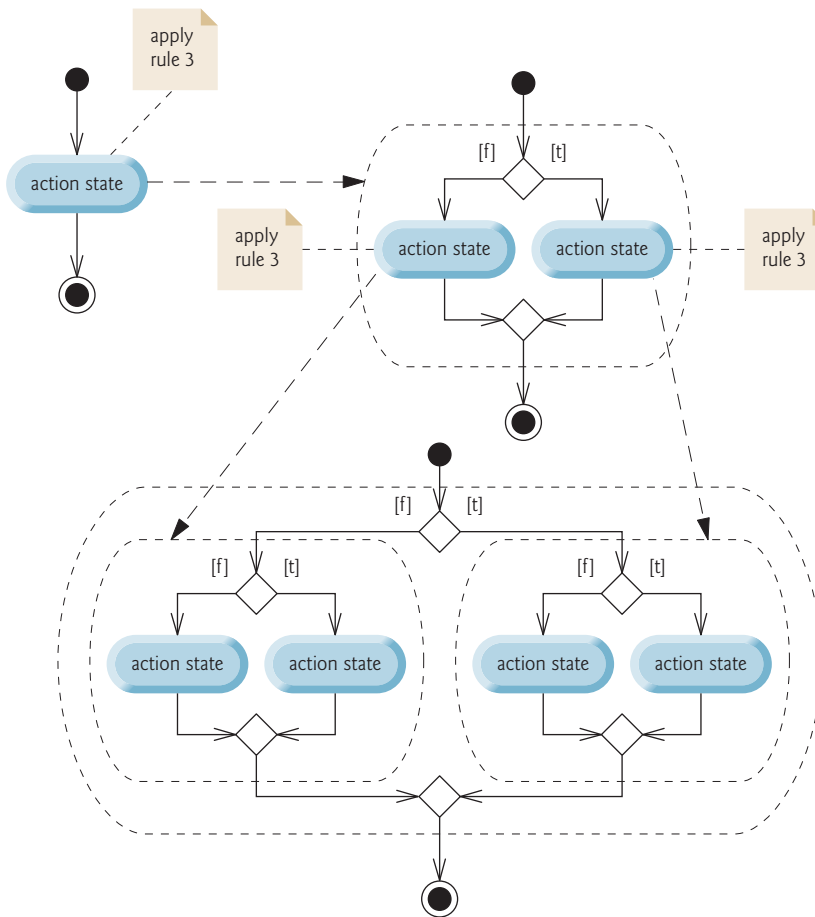 apply
rule 3
action state
[f] [t]
apply
rule 3
action state
action state
apply
rule 3
[f] [t]
[f] [t]
[f] [t]
action state
action state
action state
action state